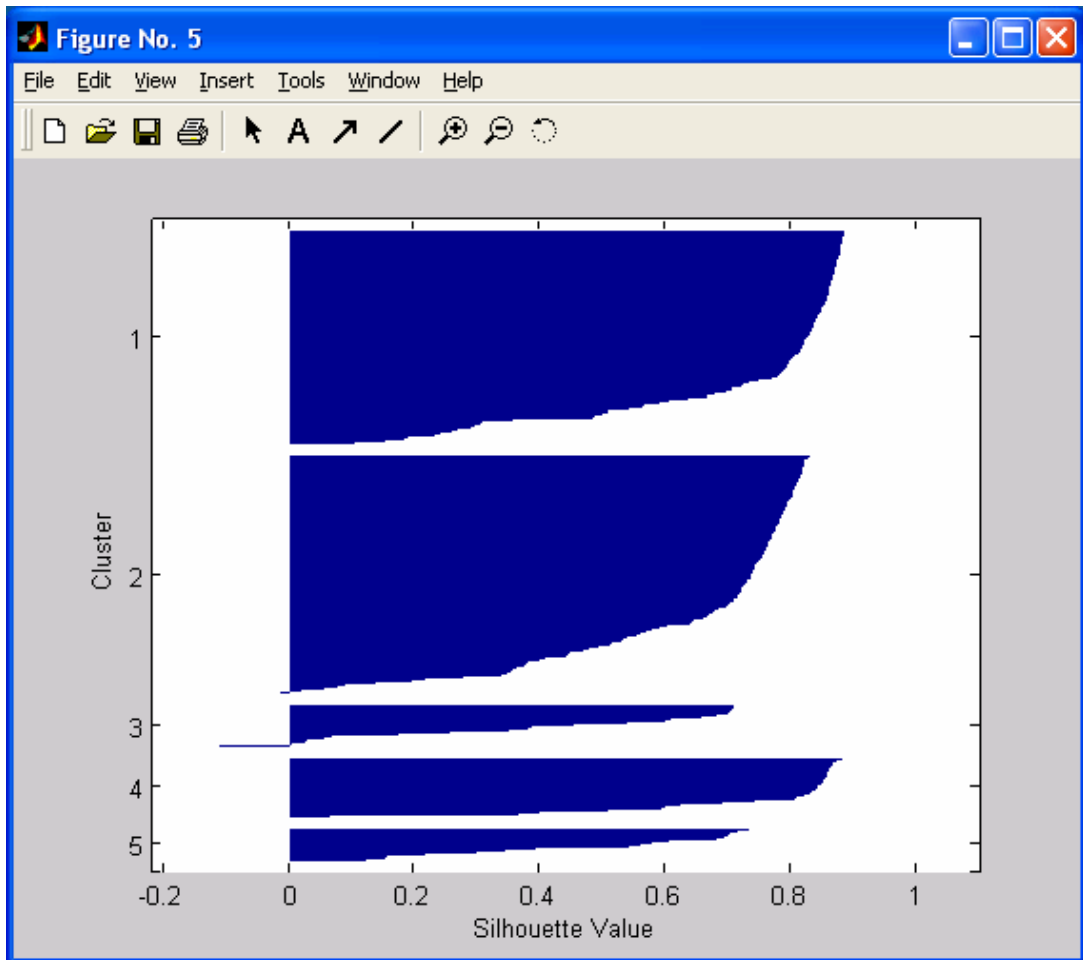 Figure No. 5
File Edit View Insert Tools Window Help
A
1
2
3
4
5
Cluster
-0.2 0 0.2 0.4 0.6 0.8 1
Silhouette Value